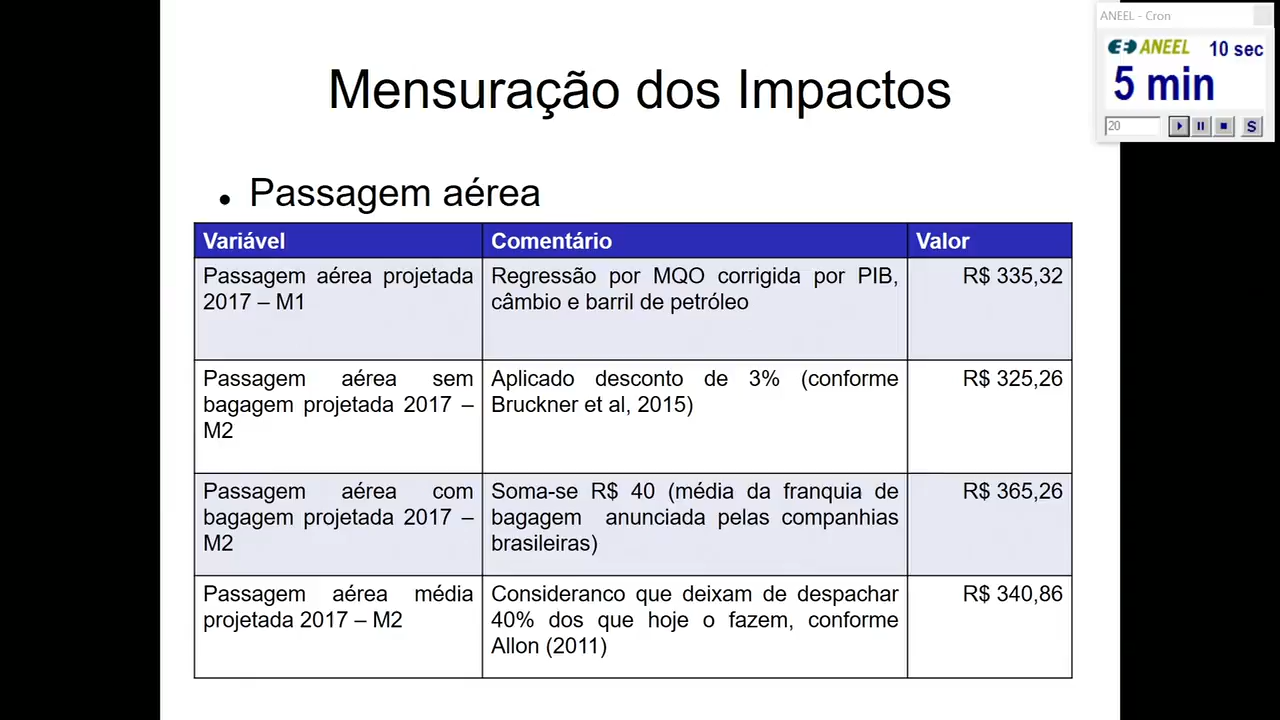 ANEEL - Cron
ANEEL 10 sec
5 min
20
S
Mensuração dos Impactos
• Passagem aérea
Variável Comentário Valor
Passagem aérea projetada
2017 – M1
Regressão por MQO corrigida por PIB,
câmbio e barril de petróleo
R$ 335,32
Passagem aérea sem
bagagem projetada 2017 –
M2
Aplicado desconto de 3% (conforme
Bruckner et al, 2015)
R$ 325,26
Passagem aérea com
bagagem projetada 2017 –
M2
Soma-se R$ 40 (média da franquia de
bagagem anunciada pelas companhias
brasileiras)
R$ 365,26
Passagem aérea média
projetada 2017 – M2
Consideranco que deixam de despachar
40% dos que hoje o fazem, conforme
Allon (2011)
R$ 340,86